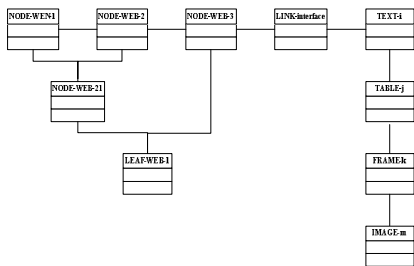 NODE-WEN-1 NODE-WEB-2 NODE-WEB-3 LINK-interface TEXT-i
NODE-WEB-21 TABLE-j
LEAF-WEB-1 FRAME-k
IMAGE-m